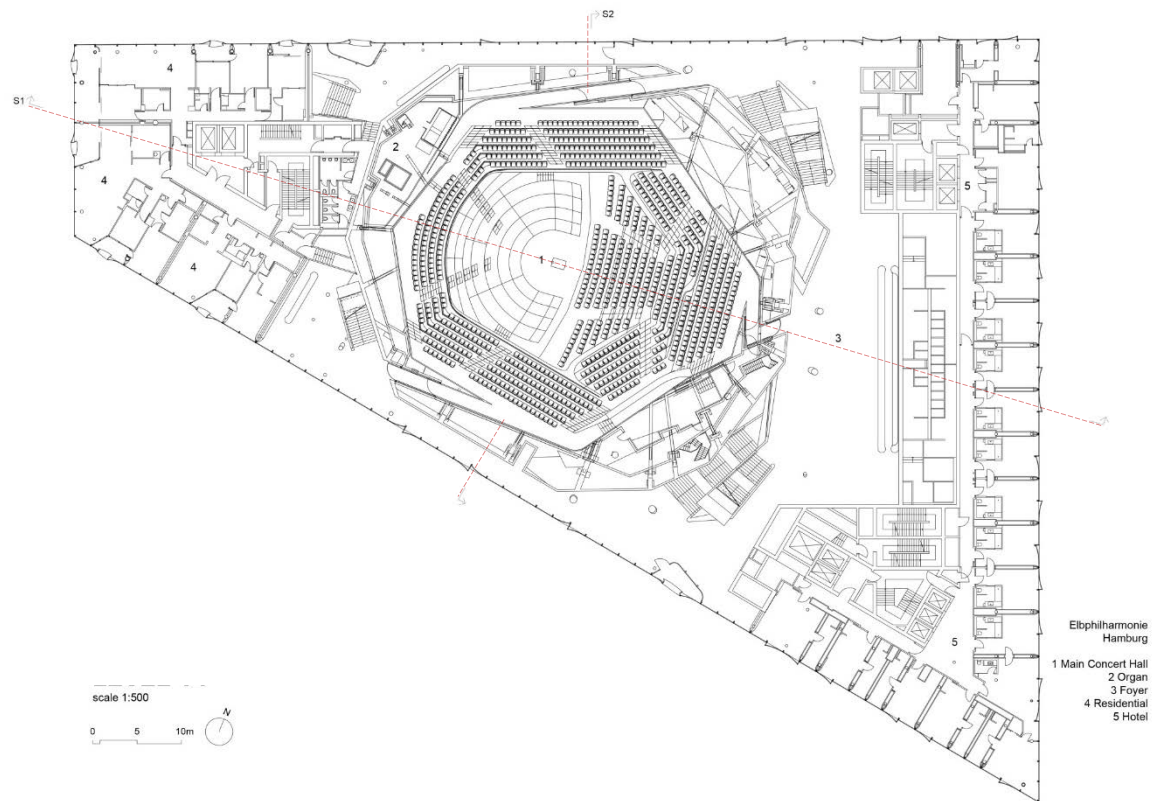 S2
4
S1
2
4
5
1
4
3
5
Elbphilharmonie
Hamburg
1 Main Concert Hall
2 Organ
3 Foyer
4 Residential
5 Hotel
scale 1:500
N
0 5 10m